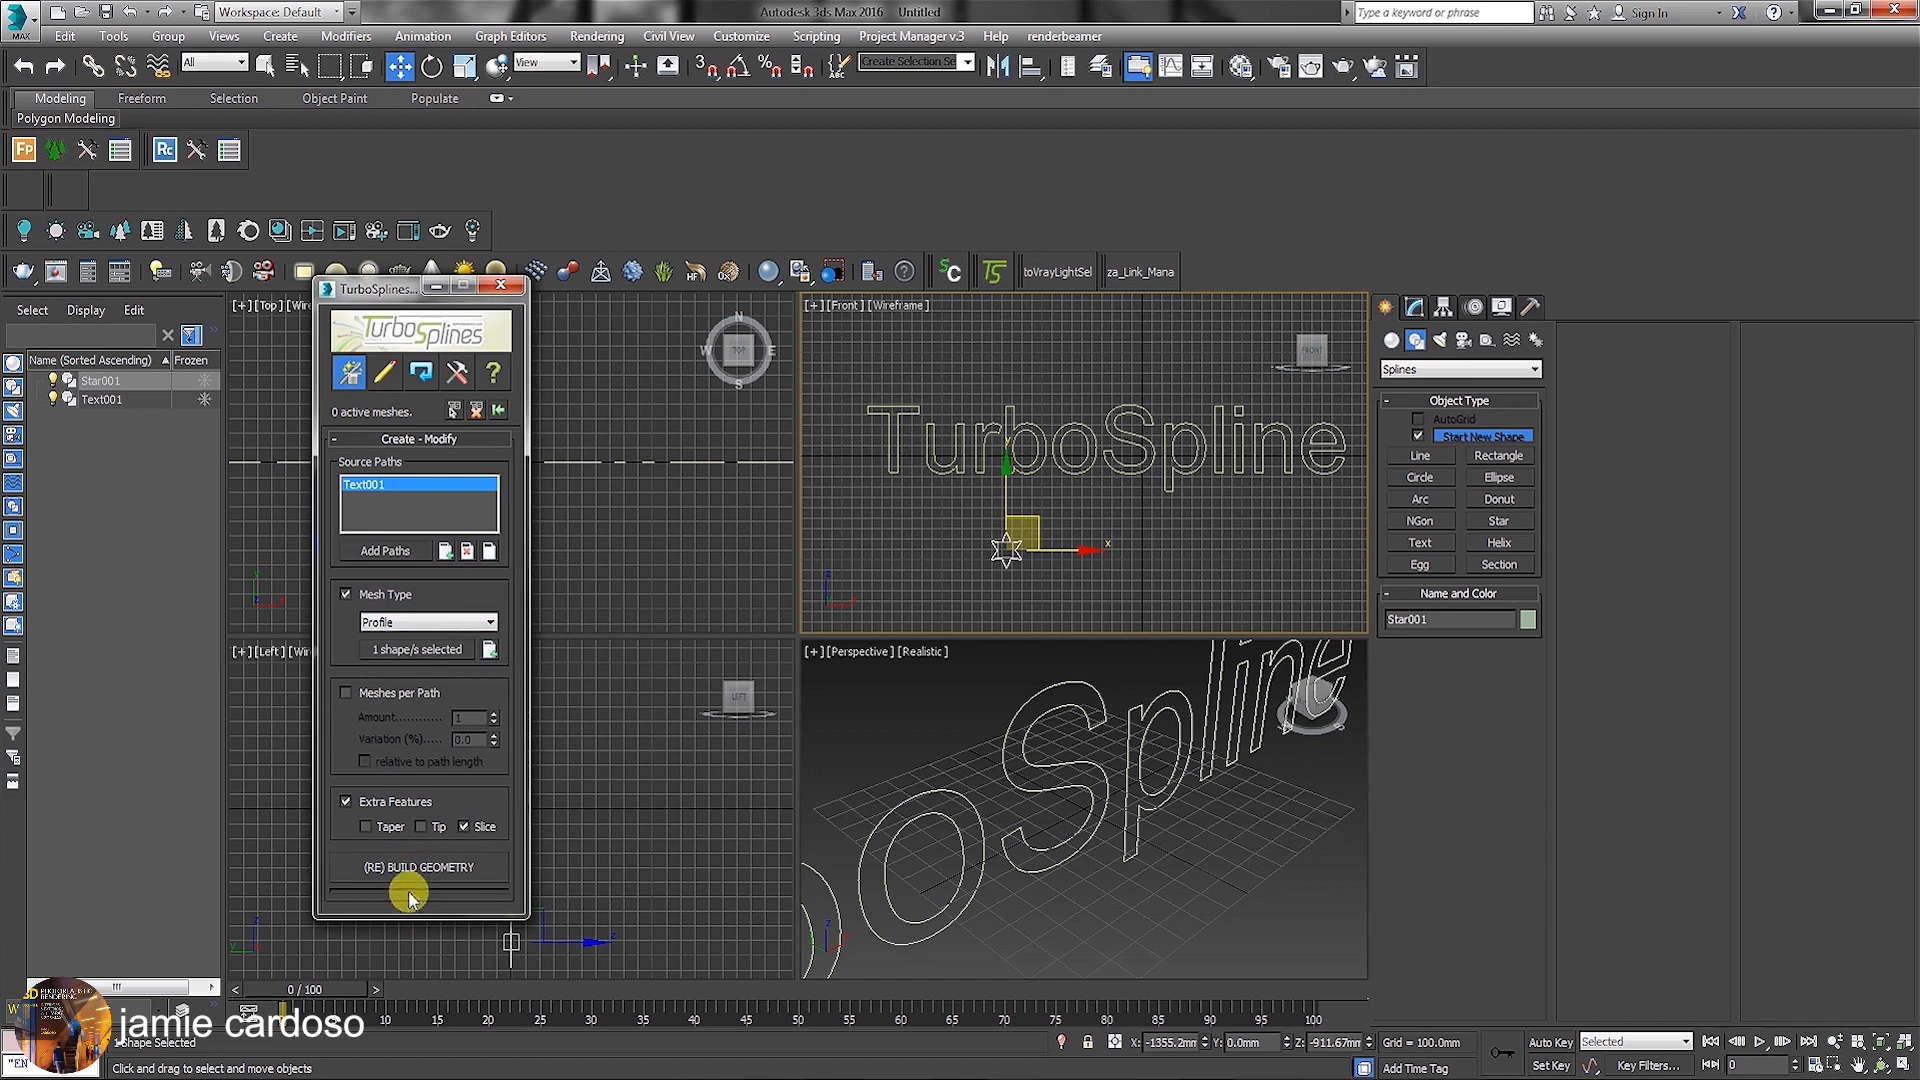 Workspace: Default
Autodesk 3ds Max 2016 Untitled
Type a keyword or phrase
Sign In
MAX
Edit Tools Group Views Create Modifiers Animation Graph Editors Rendering Civil View Customize Scripting Project Manager v.3 Help renderbeamer
All
View
Create Selection Se
Modeling Freeform Selection Object Paint Populate
Polygon Modeling
Fp
Rc
HF
toVrayLightSel
za_Link_Mana
Select Display Edit
Name (Sorted Ascending) Frozen
Star001
Text001
TurboSplines...
TurboSplines
0 active meshes.
Create - Modify
Source Paths
Text001
Add Paths
Mesh Type
Profile
1 shape/s selected
Meshes per Path
Amount............ 1
Variation (%)..... 0.0
relative to path length
Extra Features
Taper Tip Slice
(RE) BUILD GEOMETRY
[+] [Top] [Wire
N
W TOP E
S
[+] [Front] [Wireframe]
FRONT
TurboSpline
y
x
[+] [Left] [Wir
LEFT
[+] [Perspective] [Realistic]
oSpline
Splines
Object Type
AutoGrid
Start New Shape
Line Rectangle
Circle Ellipse
Arc Donut
NGon Star
Text Helix
Egg Section
Name and Color
Star001
0 / 100
15 20 25 30 35 40 45 50 55 60 65 70 75 80 85 90 95 100
jamie cardoso
1 Shape Selected
Click and drag to select and move objects
X: -1355.2mm Y: 0.0mm Z: -911.67mm Grid = 100.0mm
Add Time Tag
Auto Key Selected
Set Key Key Filters... 0